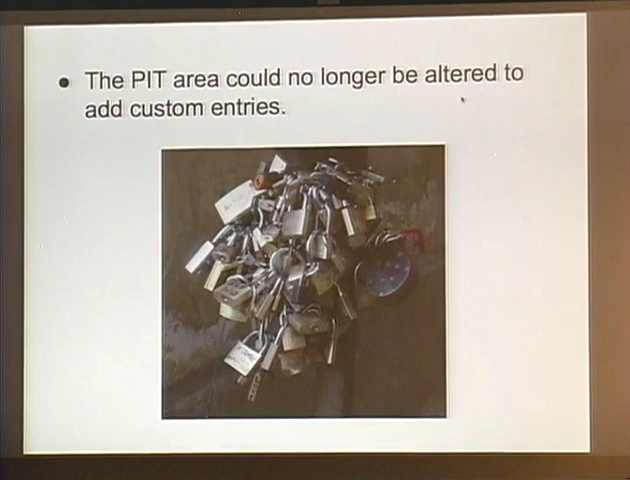 The PIT area could no longer be altered to
add custom entries.